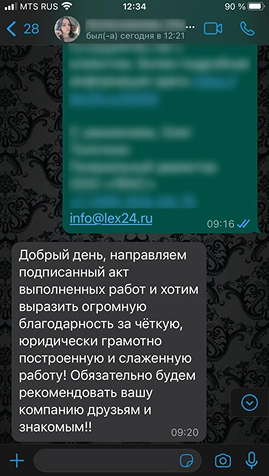 MTS RUS 12:34 90 %
28
был(-а) сегодня в 12:21
info@lex24.ru
09:16
Добрый день, направляем
подписанный акт
выполненных работ и хотим
выразить огромную
благодарность за чёткую,
юридически грамотно
построенную и слаженную
работу! Обязательно будем
рекомендовать вашу
компанию друзьям и
знакомым!!
09:20